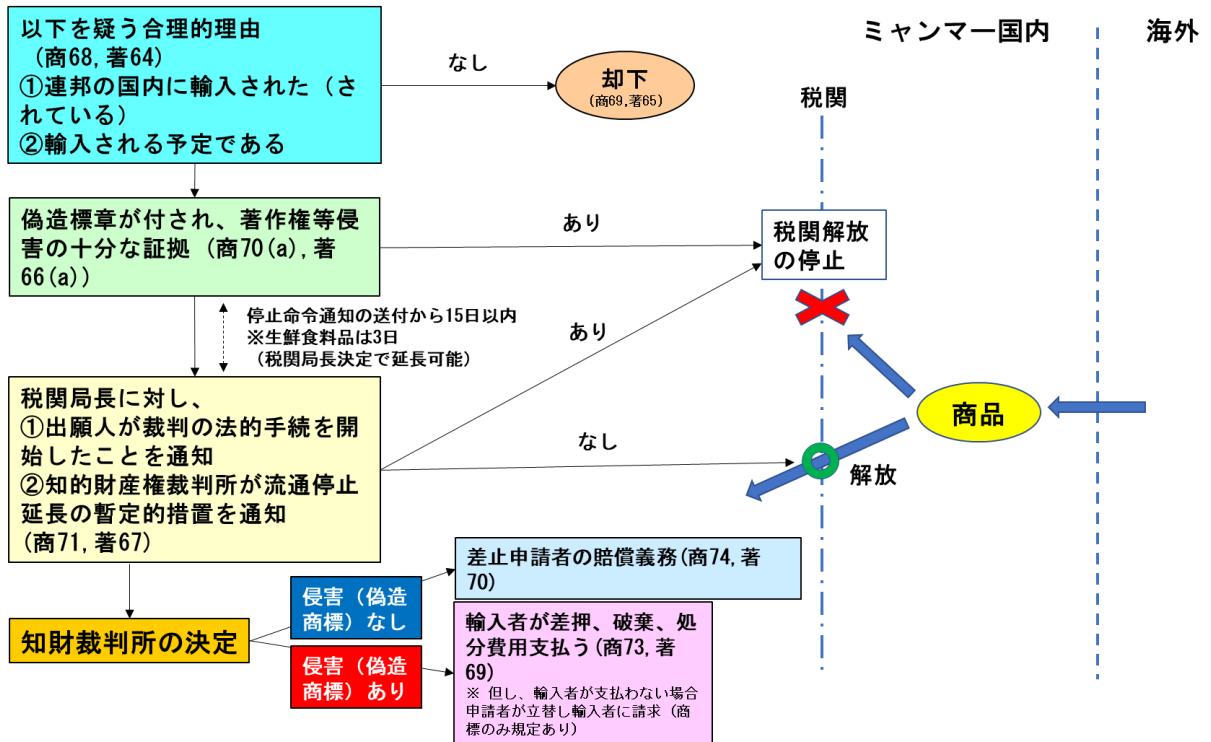 以下を疑う合理的理由
(商68,著64)
①連邦の国内に輸入された（さ
れている）
②輸入される予定である
なし
却下
(商69,著65)
ミャンマー国内
海外
税関
偽造標章が付され、著作権等侵
害の十分な証拠 (商70(a),著
66(a))
あり
税関解放
の停止
停止命令通知の送付から15日以内
※生鮮食料品は3日
（税関局長決定で延長可能）
あり
税関局長に対し、
①出願人が裁判の法的手続を開
始したことを通知
②知的財産権裁判所が流通停止
延長の暫定的措置を通知
(商71,著67)
なし
商品
解放
知財裁判所の決定
侵害（偽造
商標）なし
差止申請者の賠償義務(商74,著
70)
侵害（偽造
商標）あり
輸入者が差押、破棄、処
分費用支払う(商73,著
69)
※ 但し、輸入者が支払わない場合
申請者が立替し輸入者に請求（商
標のみ規定あり）